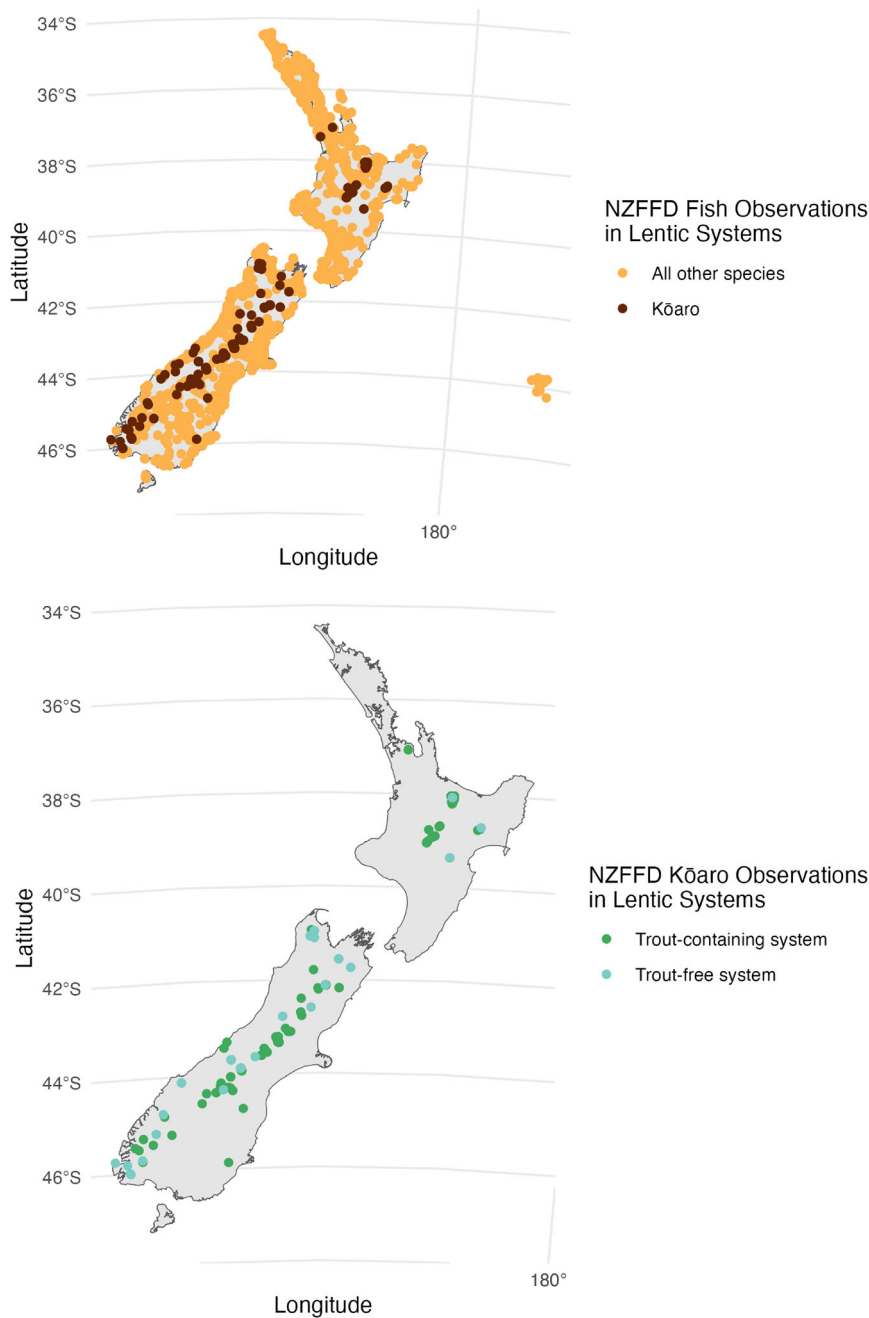 34°S
36°S
38°S
40°S
42°S
44°S
46°S
Latitude
180°
Longitude
NZFFD Fish Observations
in Lentic Systems
All other species
Kōaro
34°S
36°S
38°S
40°S
42°S
44°S
46°S
Latitude
180°
Longitude
NZFFD Kōaro Observations
in Lentic Systems
Trout-containing system
Trout-free system